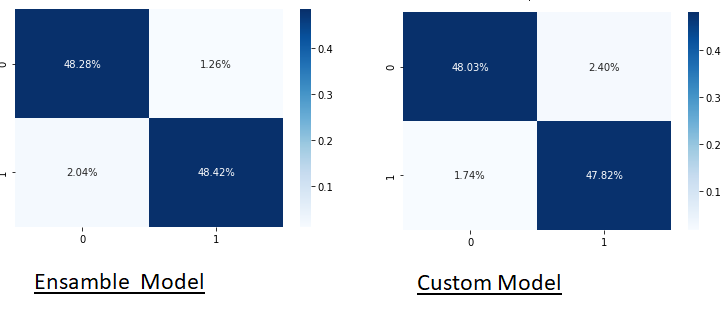 0 48.28% 1.26% 0.4
0.3
0.2
1 2.04% 48.42% 0.1
0 1
Ensamble Model
0 48.03% 2.40% 0.4
0.3
0.2
1 1.74% 47.82% 0.1
0 1
Custom Model